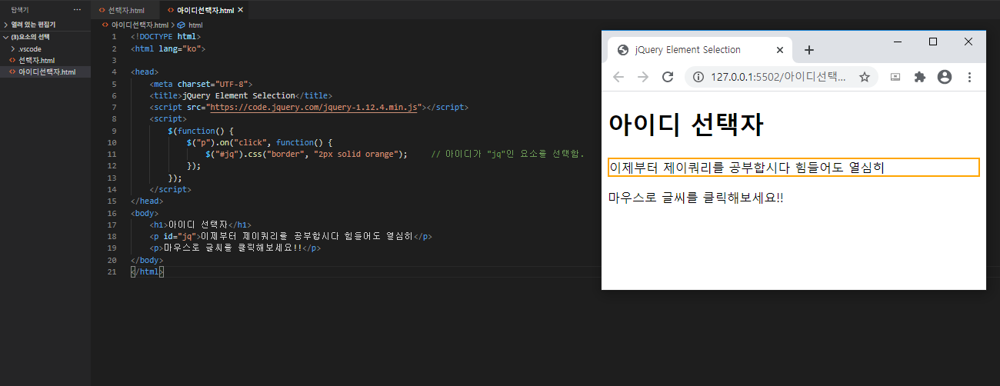 탐색기 ···
열려 있는 편집기
(3)요소의 선택
.vscode
선택자.html
아이디선택자.html
선택자.html
아이디선택자.html ×
아이디선택자.html > html
1 <!DOCTYPE html>
2 <html lang="ko">
3
4 <head>
5 <meta charset="UTF-8">
6 <title>jQuery Element Selection</title>
7 <script src="https://code.jquery.com/jquery-1.12.4.min.js"></script>
8 <script>
9 $(function() {
10 $("p").on("click", function() {
11 $("#jq").css("border", "2px solid orange"); // 아이디가 "jq"인 요소를 선택함.
12 });
13 });
14 </script>
15 </head>
16 <body>
17 <h1>아이디 선택자</h1>
18 <p id="jq">이제부터 제이쿼리를 공부합시다 힘들어도 열심히</p>
19 <p>마우스로 글씨를 클릭해보세요!!</p>
20 </body>
21 </html>
jQuery Element Selection
127.0.0.1:5502/아이디선택...
아이디 선택자
이제부터 제이쿼리를 공부합시다 힘들어도 열심히
마우스로 글씨를 클릭해보세요!!